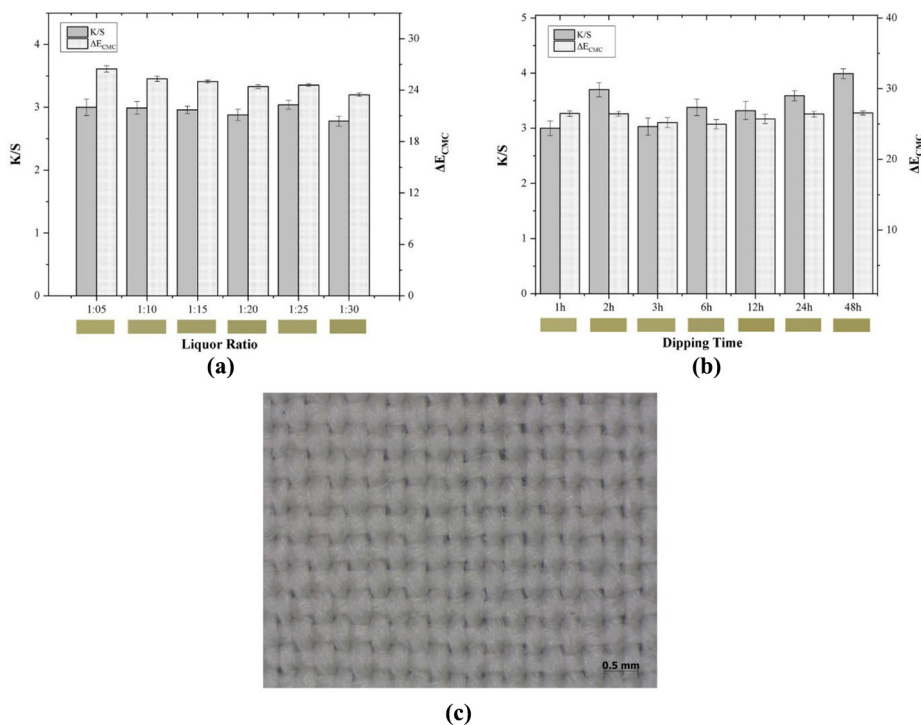 K/S
ΔE_CMC
4
3
2
1
0
K/S
30
24
18
12
6
0
ΔE_CMC
1:05 1:10 1:15 1:20 1:25 1:30
Liquor Ratio
(a)
K/S
ΔE_CMC
5
4
3
2
1
0
K/S
40
30
20
10
ΔE_CMC
1h 2h 3h 6h 12h 24h 48h
Dipping Time
(b)
0.5 mm
(c)